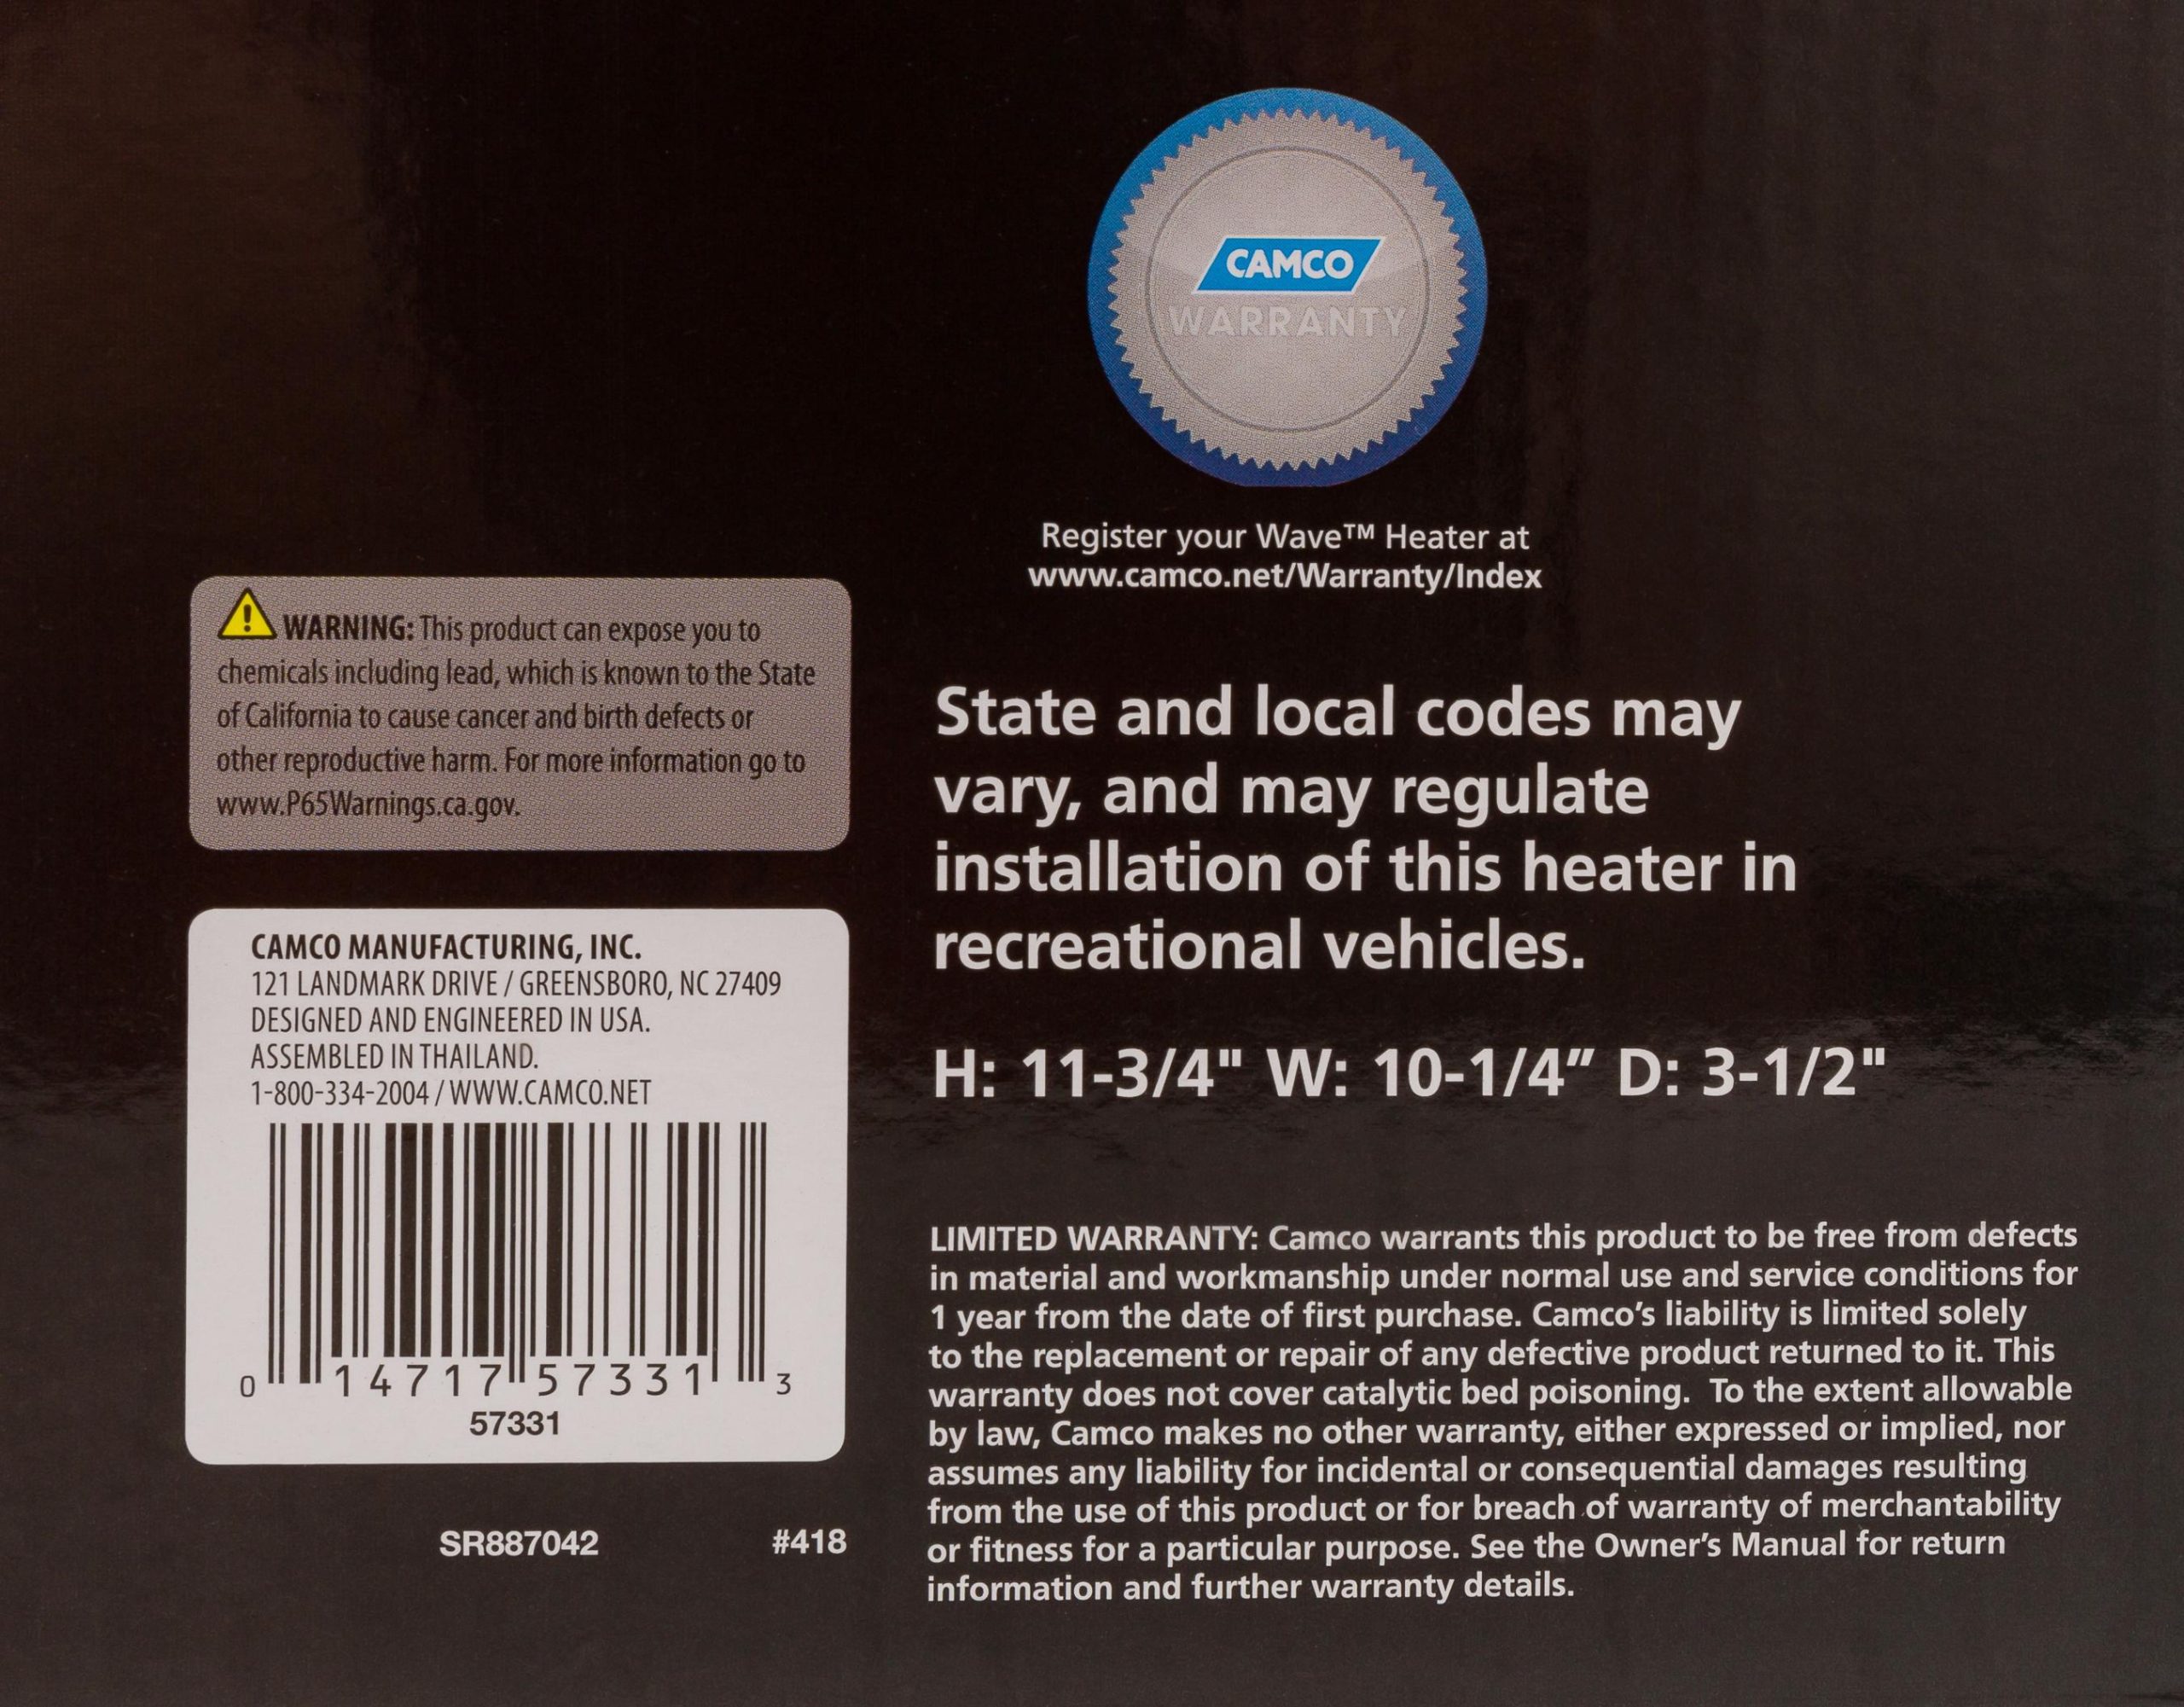 CAMCO
WARRANTY
Register your Wave™ Heater at
www.camco.net/Warranty/Index
WARNING: This product can expose you to
chemicals including lead, which is known to the State
of California to cause cancer and birth defects or
other reproductive harm. For more information go to
www.P65Warnings.ca.gov.
State and local codes may
vary, and may regulate
installation of this heater in
recreational vehicles.
H: 11-3/4" W: 10-1/4” D: 3-1/2"
CAMCO MANUFACTURING, INC.
121 LANDMARK DRIVE / GREENSBORO, NC 27409
DESIGNED AND ENGINEERED IN USA.
ASSEMBLED IN THAILAND.
1-800-334-2004 / WWW.CAMCO.NET
0 14717 57331 3
57331
SR887042 #418
LIMITED WARRANTY: Camco warrants this product to be free from defects
in material and workmanship under normal use and service conditions for
1 year from the date of first purchase. Camco’s liability is limited solely
to the replacement or repair of any defective product returned to it. This
warranty does not cover catalytic bed poisoning. To the extent allowable
by law, Camco makes no other warranty, either expressed or implied, nor
assumes any liability for incidental or consequential damages resulting
from the use of this product or for breach of warranty of merchantability
or fitness for a particular purpose. See the Owner’s Manual for return
information and further warranty details.